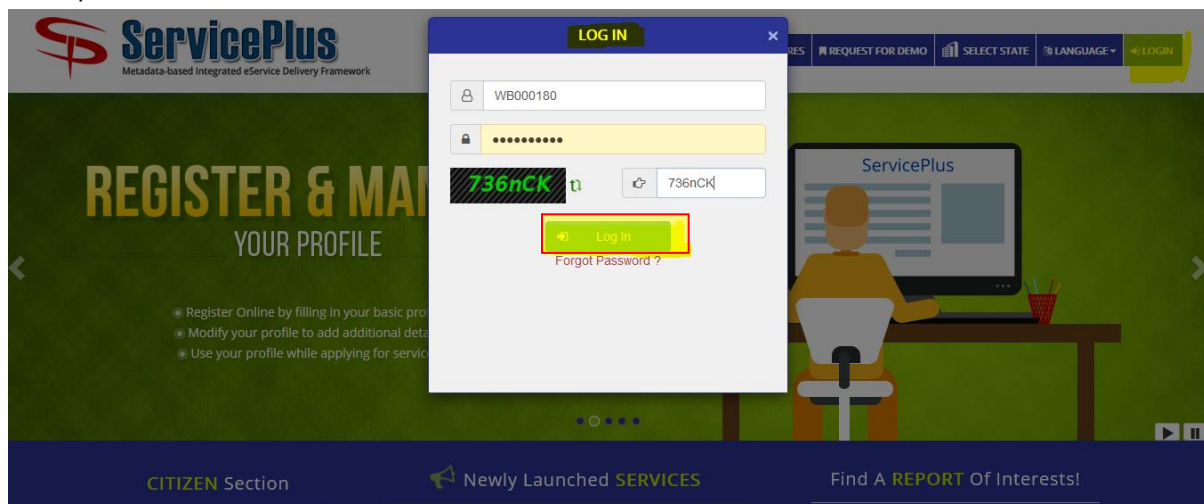 ServicePlus
Metadata-based Integrated eService Delivery Framework
RES REQUEST FOR DEMO SELECT STATE LANGUAGE LOGIN
LOG IN ×
WB000180
736nCK 736nCK
Log In
Forgot Password ?
REGISTER & MA
YOUR PROFILE
Register Online by filling in your basic pro
Modify your profile to add additional deta
Use your profile while applying for servic
ServicePlus
CITIZEN Section
Newly Launched SERVICES
Find A REPORT Of Interests!